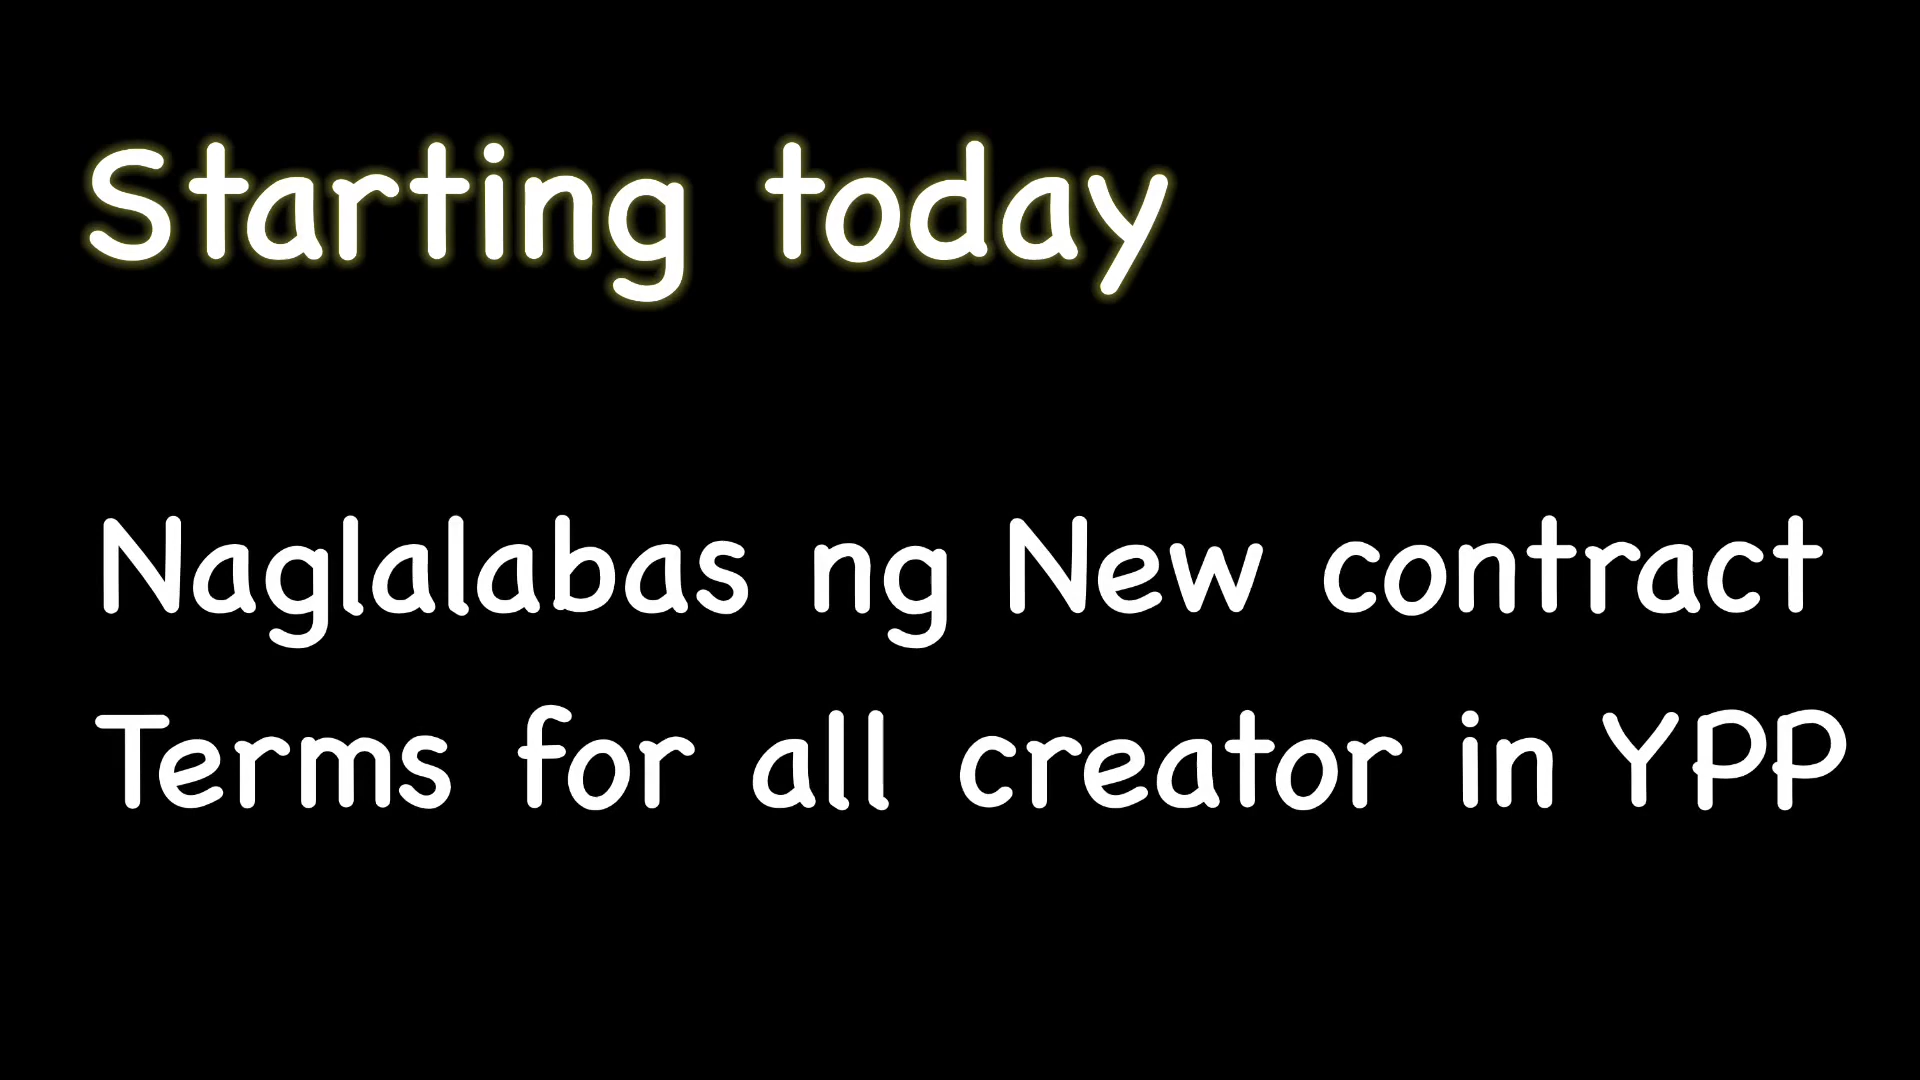 Starting today
Naglalabas ng New contract
Terms for all creator in YPP